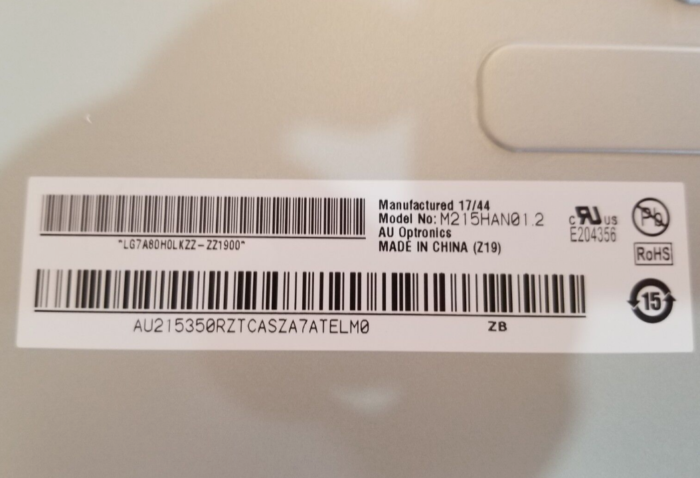 Manufactured 17/44
Model No: M215HAN01.2
AU Optronics
MADE IN CHINA (Z19)
c RU us
E204356
Pb
RoHS
"LG7A80H0LKZZ-ZZ1900"
15
AU215350RZTCASZA7ATELM0
ZB